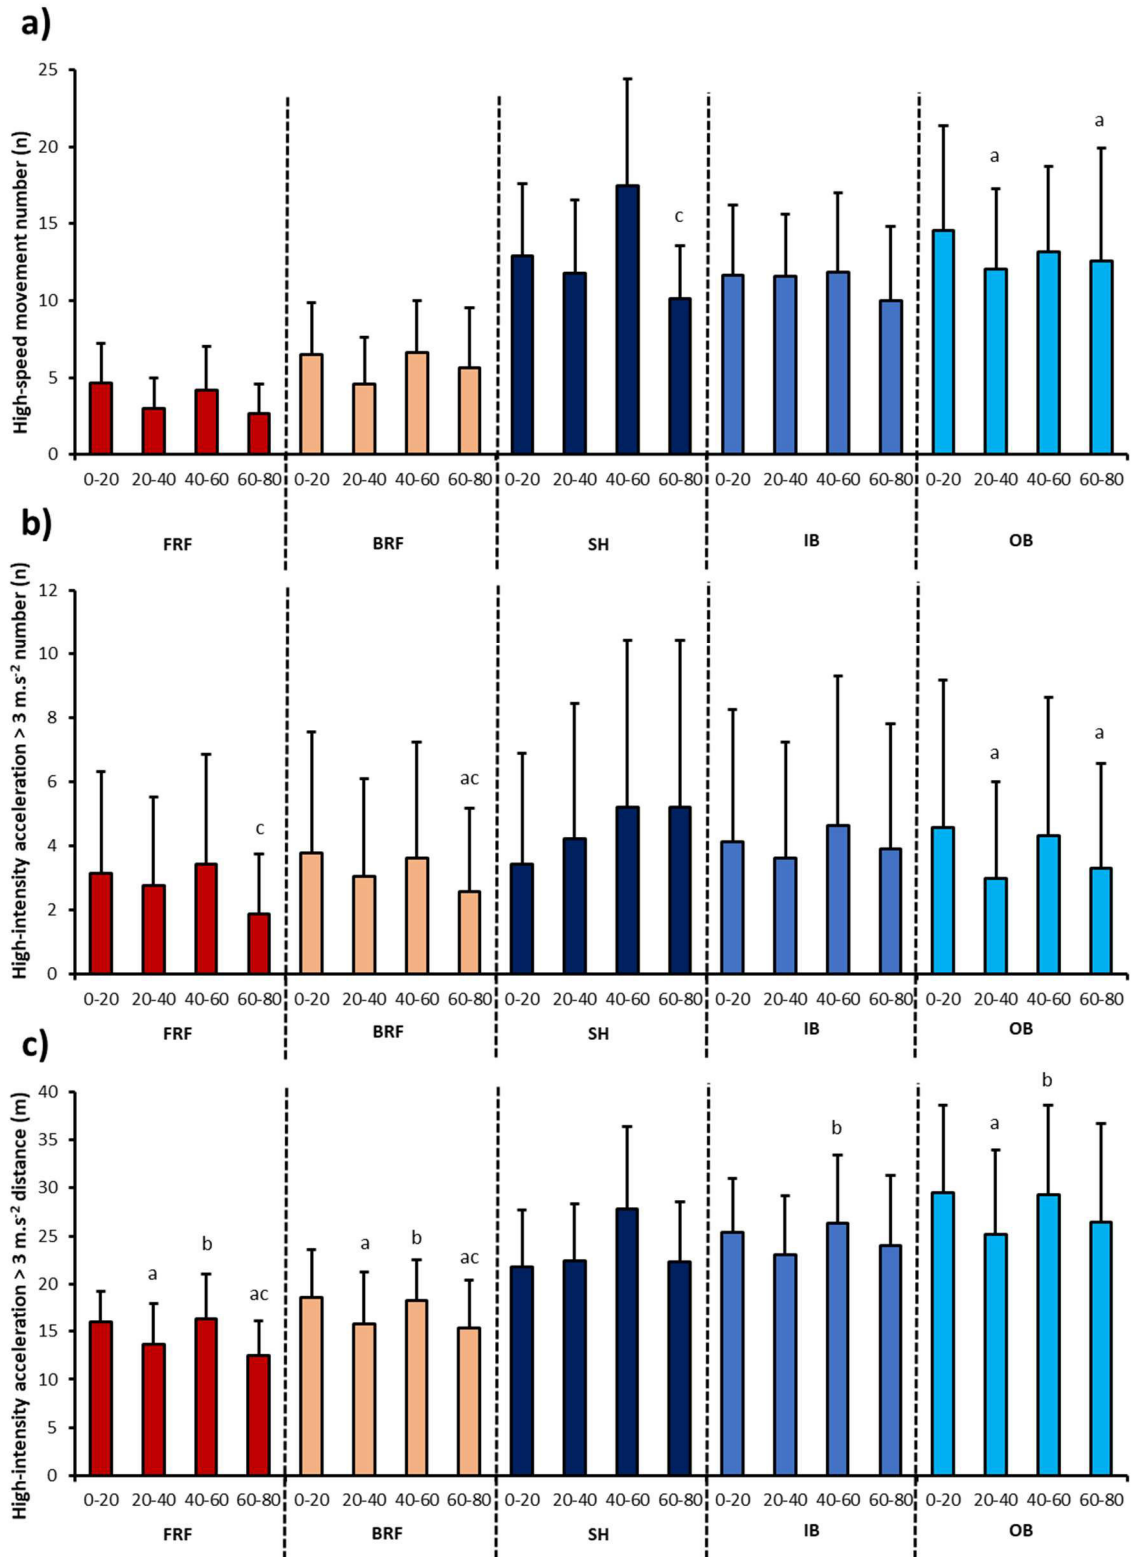 a)
High-speed movement number (n)
25
20
15
10
5
0
c
a
a
0-20 20-40 40-60 60-80 0-20 20-40 40-60 60-80 0-20 20-40 40-60 60-80 0-20 20-40 40-60 60-80 0-20 20-40 40-60 60-80
FRF BRF SH IB OB
b)
High-intensity acceleration > 3 m.s⁻² number (n)
12
10
8
6
4
2
0
c
ac
a
a
0-20 20-40 40-60 60-80 0-20 20-40 40-60 60-80 0-20 20-40 40-60 60-80 0-20 20-40 40-60 60-80 0-20 20-40 40-60 60-80
FRF BRF SH IB OB
c)
High-intensity acceleration > 3 m.s⁻² distance (m)
40
35
30
25
20
15
10
5
0
a
b
ac
a
b
ac
b
a
b
0-20 20-40 40-60 60-80 0-20 20-40 40-60 60-80 0-20 20-40 40-60 60-80 0-20 20-40 40-60 60-80 0-20 20-40 40-60 60-80
FRF BRF SH IB OB